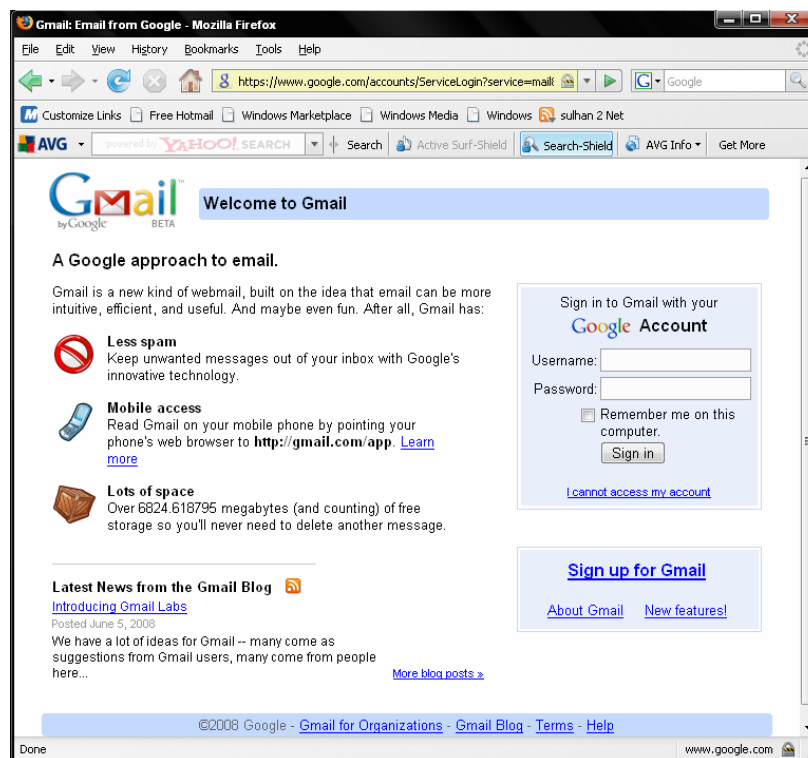 Gmail: Email from Google - Mozilla Firefox
File Edit View History Bookmarks Tools Help
https://www.google.com/accounts/ServiceLogin?service=mail& Google
Customize Links Free Hotmail Windows Marketplace Windows Media Windows sulhan 2 Net
AVG powered by YAHOO! SEARCH Search Active Surf-Shield Search-Shield AVG Info Get More
Gmail™
by Google BETA
Welcome to Gmail
A Google approach to email.
Gmail is a new kind of webmail, built on the idea that email can be more
intuitive, efficient, and useful. And maybe even fun. After all, Gmail has:
Less spam
Keep unwanted messages out of your inbox with Google's
innovative technology.
Mobile access
Read Gmail on your mobile phone by pointing your
phone's web browser to http://gmail.com/app. Learn
more
Lots of space
Over 6824.618795 megabytes (and counting) of free
storage so you'll never need to delete another message.
Latest News from the Gmail Blog
Introducing Gmail Labs
Posted June 5, 2008
We have a lot of ideas for Gmail -- many come as
suggestions from Gmail users, many come from people
here...
More blog posts »
Sign in to Gmail with your
Google Account
Username:
Password:
Remember me on this
computer.
Sign in
I cannot access my account
Sign up for Gmail
About Gmail New features!
©2008 Google - Gmail for Organizations - Gmail Blog - Terms - Help
Done www.google.com